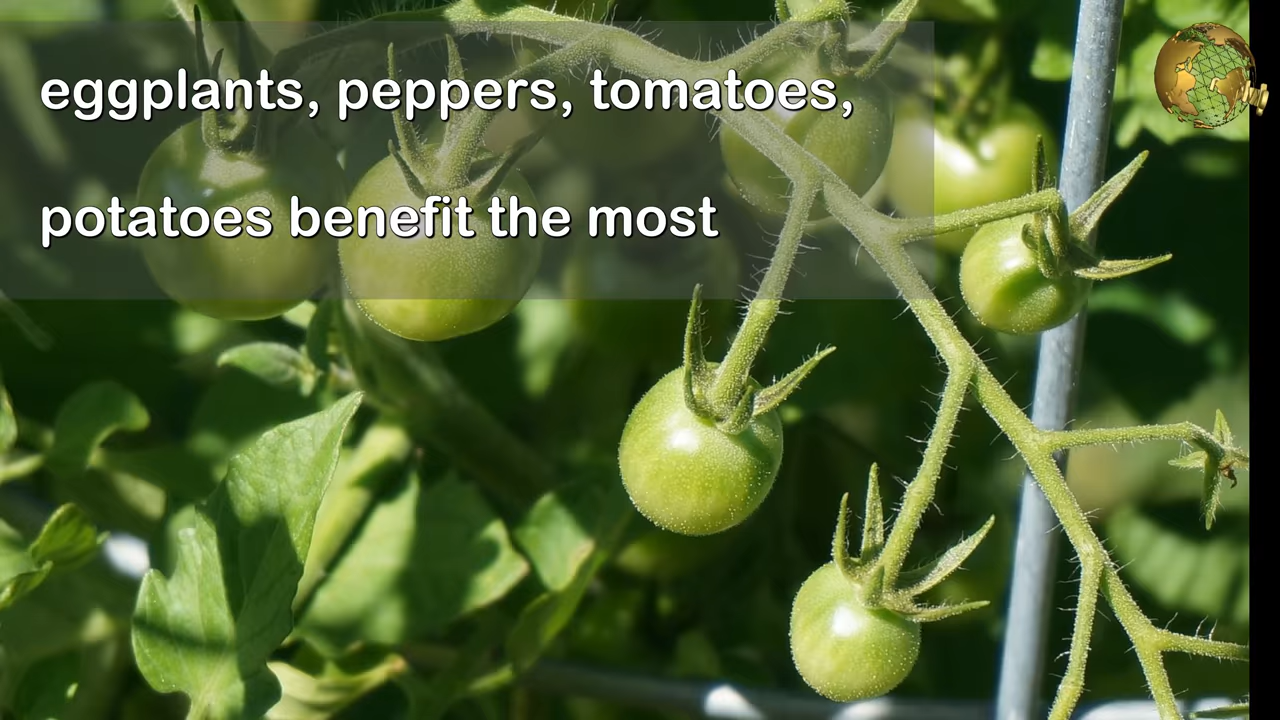 eggplants, peppers, tomatoes,
potatoes benefit the most